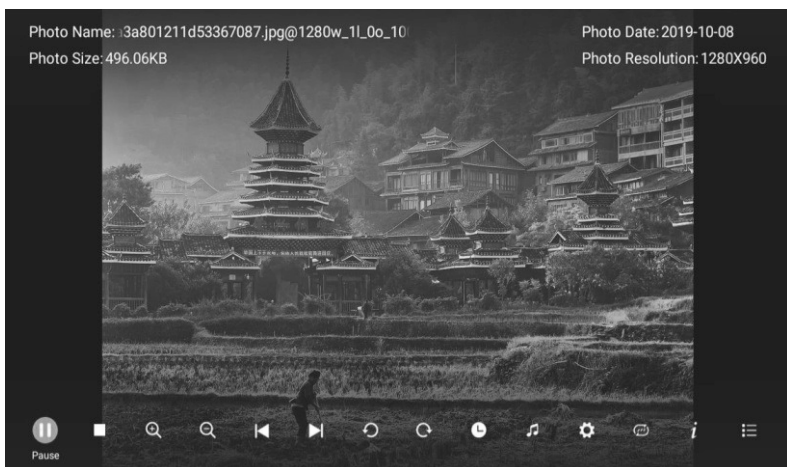 Photo Name: 3a801211d53367087.jpg@1280w_1l_0o_10
Photo Size: 496.06KB
Photo Date: 2019-10-08
Photo Resolution: 1280X960
Pause